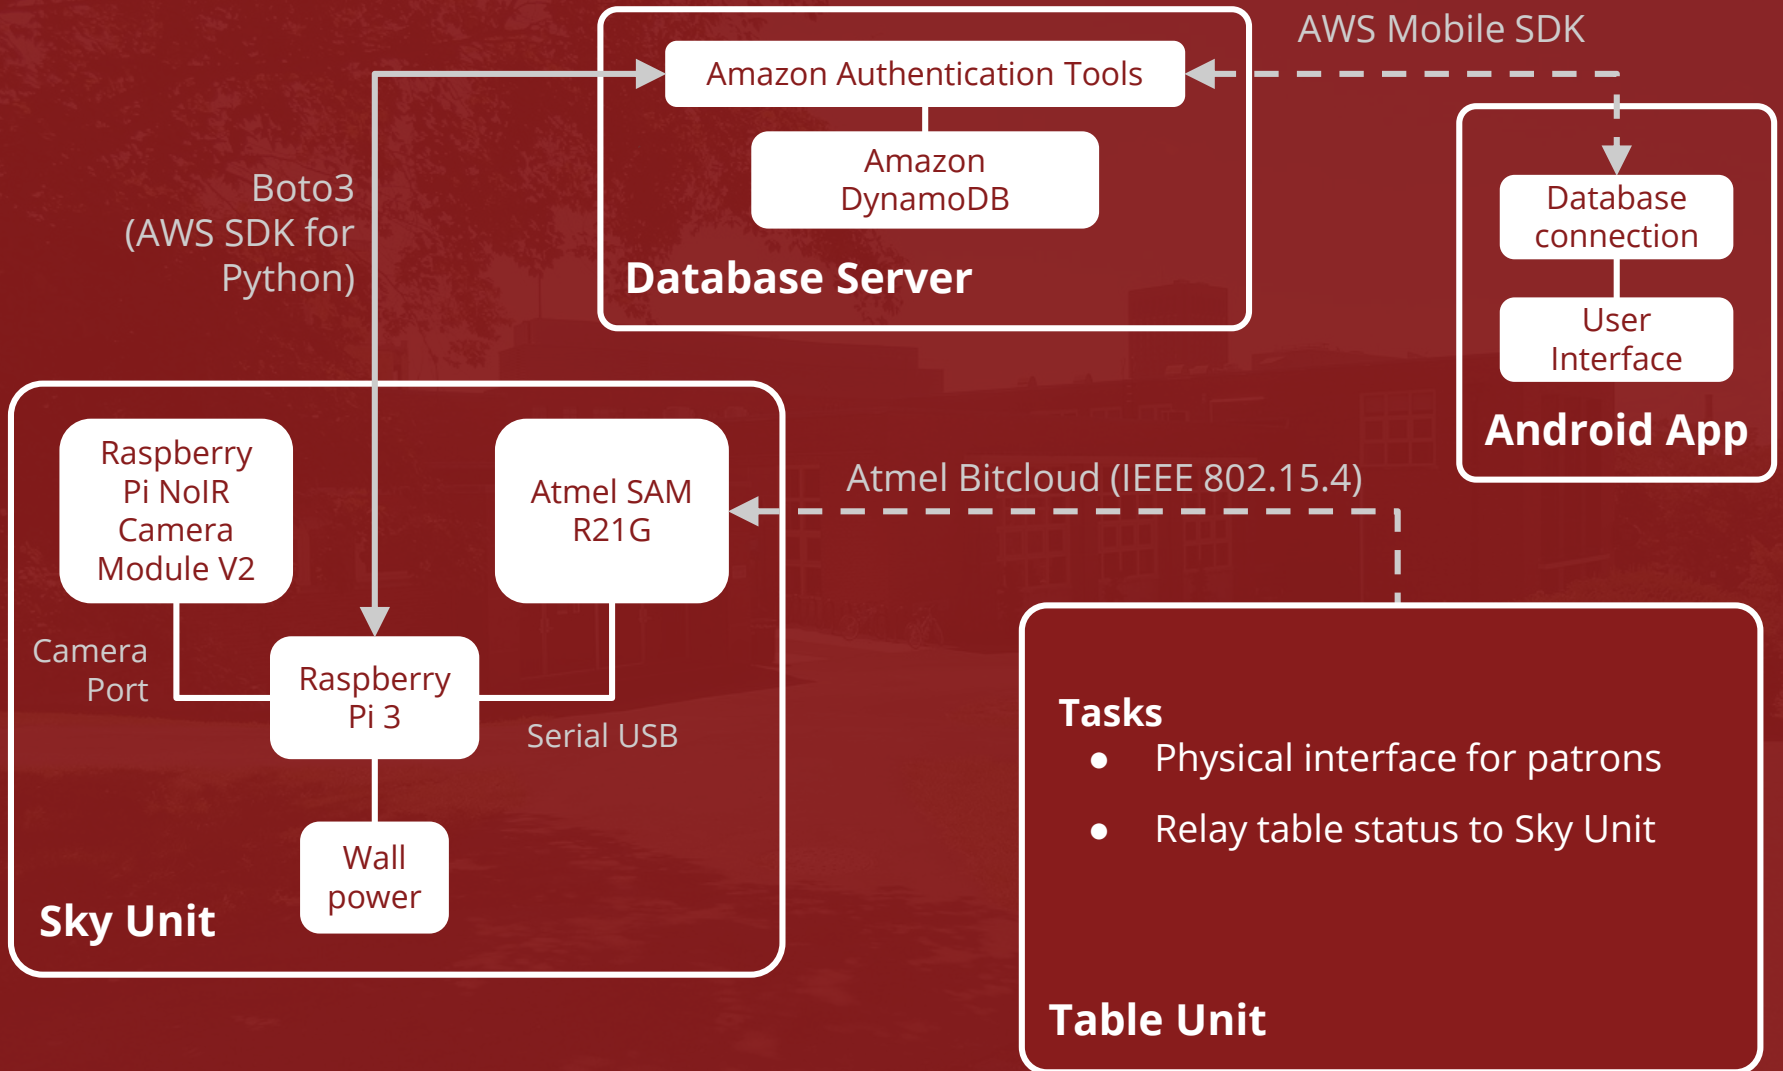 AWS Mobile SDK
Amazon Authentication Tools
Amazon
DynamoDB
Database Server
Boto3
(AWS SDK for
Python)
Database
connection
User
Interface
Android App
Raspberry
Pi NoIR
Camera
Module V2
Atmel SAM
R21G
Atmel Bitcloud (IEEE 802.15.4)
Camera
Port
Raspberry
Pi 3
Serial USB
Wall
power
Sky Unit
Tasks
● Physical interface for patrons
● Relay table status to Sky Unit
Table Unit